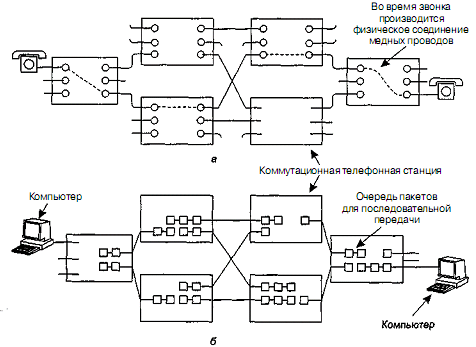 Во время звонка
производится
физическое соединение
медных проводов
а
Коммутационная телефонная станция
Компьютер
Очередь пакетов
для последовательной
передачи
Компьютер
б